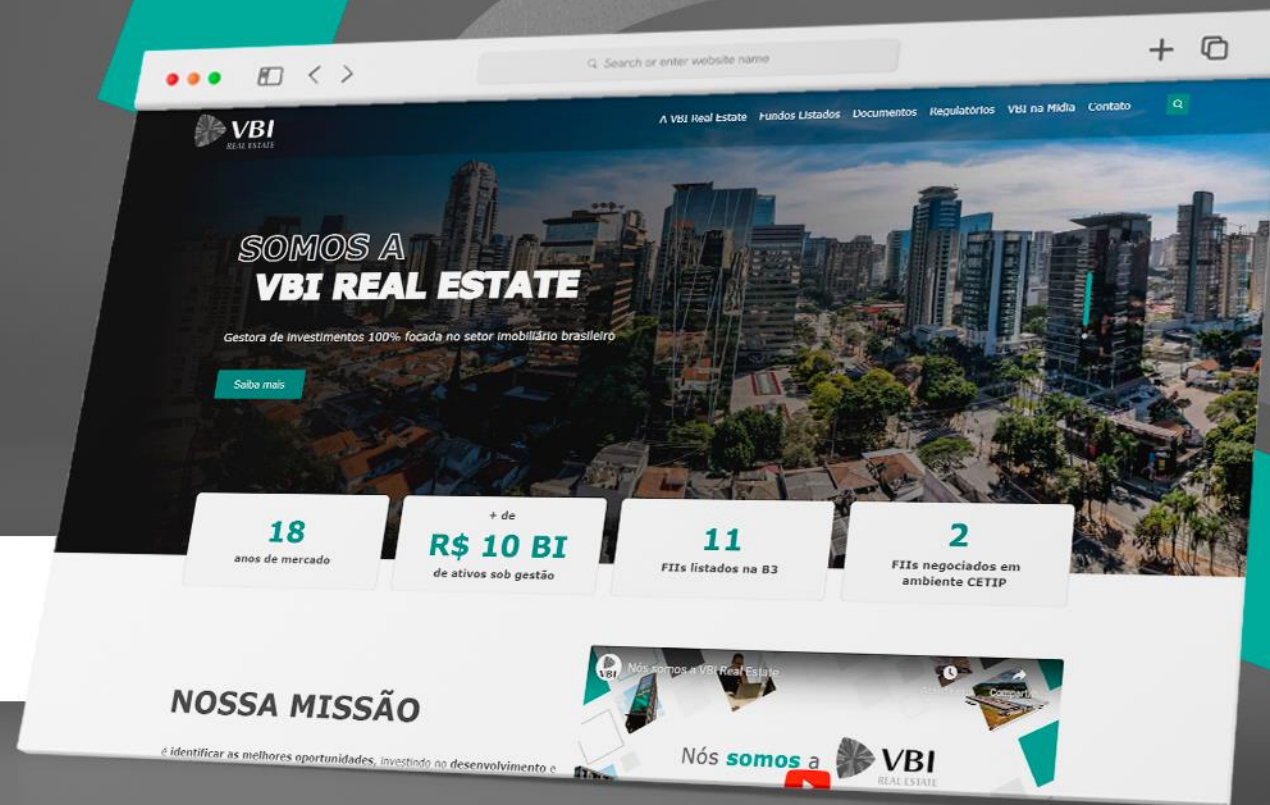 Search or enter website name
VBI
REAL ESTATE
A VBI Real Estate Fundos Listados Documentos Regulatórios VBI na Mídia Contato
SOMOS A
VBI REAL ESTATE
Gestora de investimentos 100% focada no setor imobiliário brasileiro
Saiba mais
18
anos de mercado
+ de
R$ 10 BI
de ativos sob gestão
11
FIIs listados na B3
2
FIIs negociados em
ambiente CETIP
NOSSA MISSÃO
é identificar as melhores oportunidades, investindo no desenvolvimento e
VBI
Nós somos a VBI Real Estate
Nós somos a VBI
REAL ESTATE